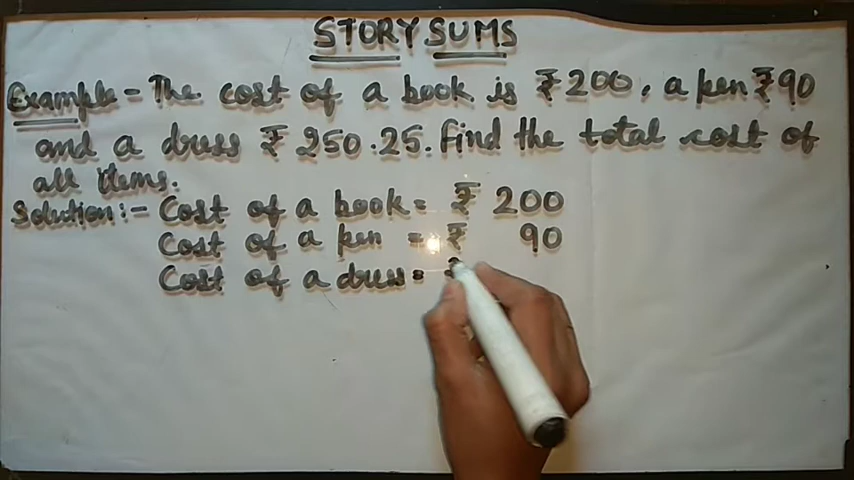 STORY SUMS
Example - The cost of a book is ₹200, a pen ₹90
and a dress ₹ 250.25. Find the total cost of
all items.
Solution:- Cost of a book = ₹ 200
Cost of a pen = ₹ 90
Cost of a dress =